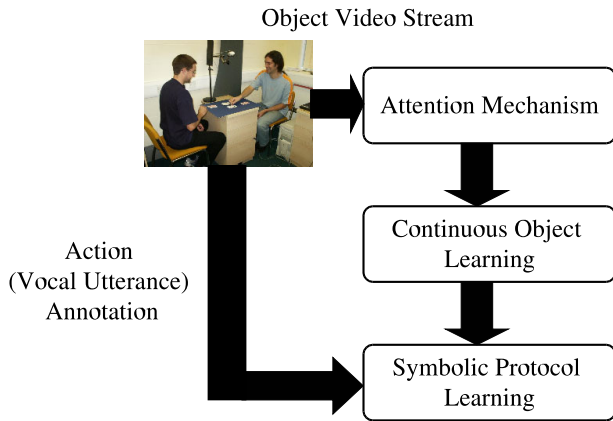 Object Video Stream
Attention Mechanism
Continuous Object
Learning
Action
(Vocal Utterance)
Annotation
Symbolic Protocol
Learning